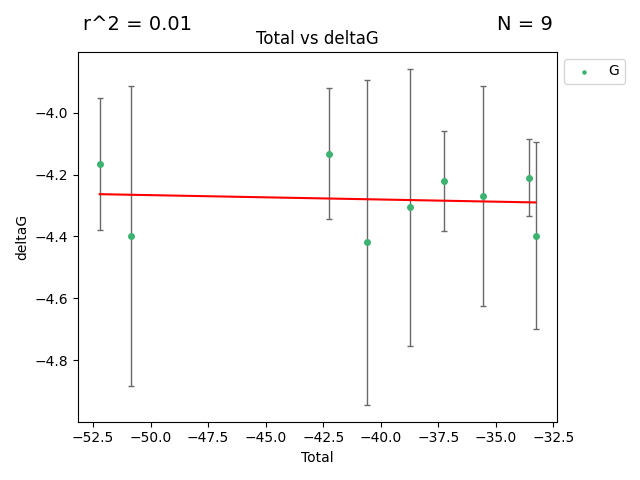 r^2 = 0.01
N = 9
Total vs deltaG
G
deltaG
−4.0
−4.2
−4.4
−4.6
−4.8
−52.5 −50.0 −47.5 −45.0 −42.5 −40.0 −37.5 −35.0 −32.5
Total